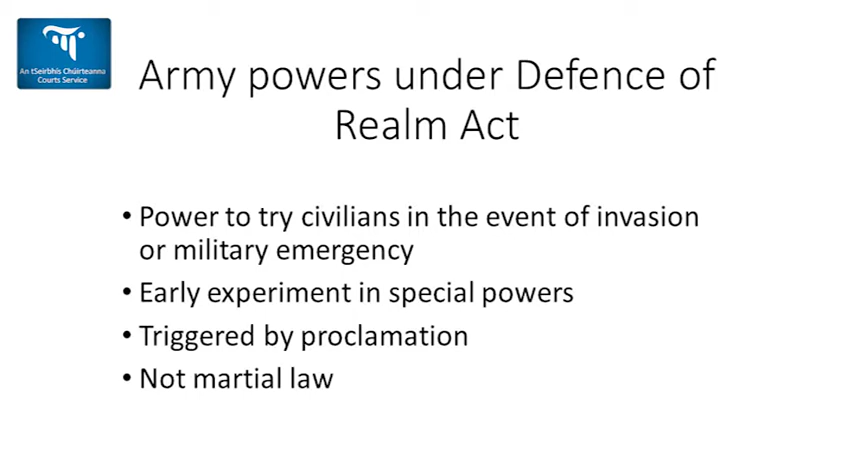 An tSeirbhís Chúirteanna
Courts Service
Army powers under Defence of
Realm Act
• Power to try civilians in the event of invasion
or military emergency
• Early experiment in special powers
• Triggered by proclamation
• Not martial law